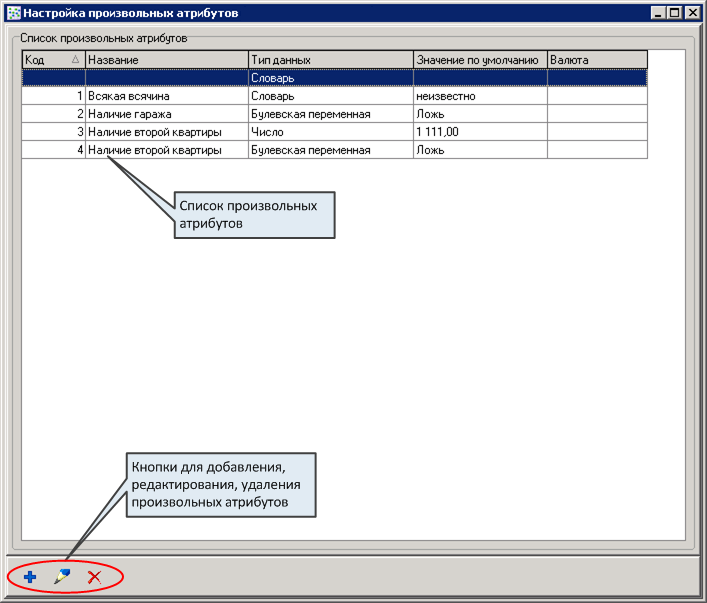 Настройка произвольных атрибутов
Список произвольных атрибутов
Код Название Тип данных Значение по умолчанию Валюта
Словарь
1 Всякая всячина Словарь неизвестно
2 Наличие гаража Булевская переменная Ложь
3 Наличие второй квартиры Число 1 111,00
4 Наличие второй квартиры Булевская переменная Ложь
Список произвольных
атрибутов
Кнопки для добавления,
редактирования, удаления
произвольных атрибутов